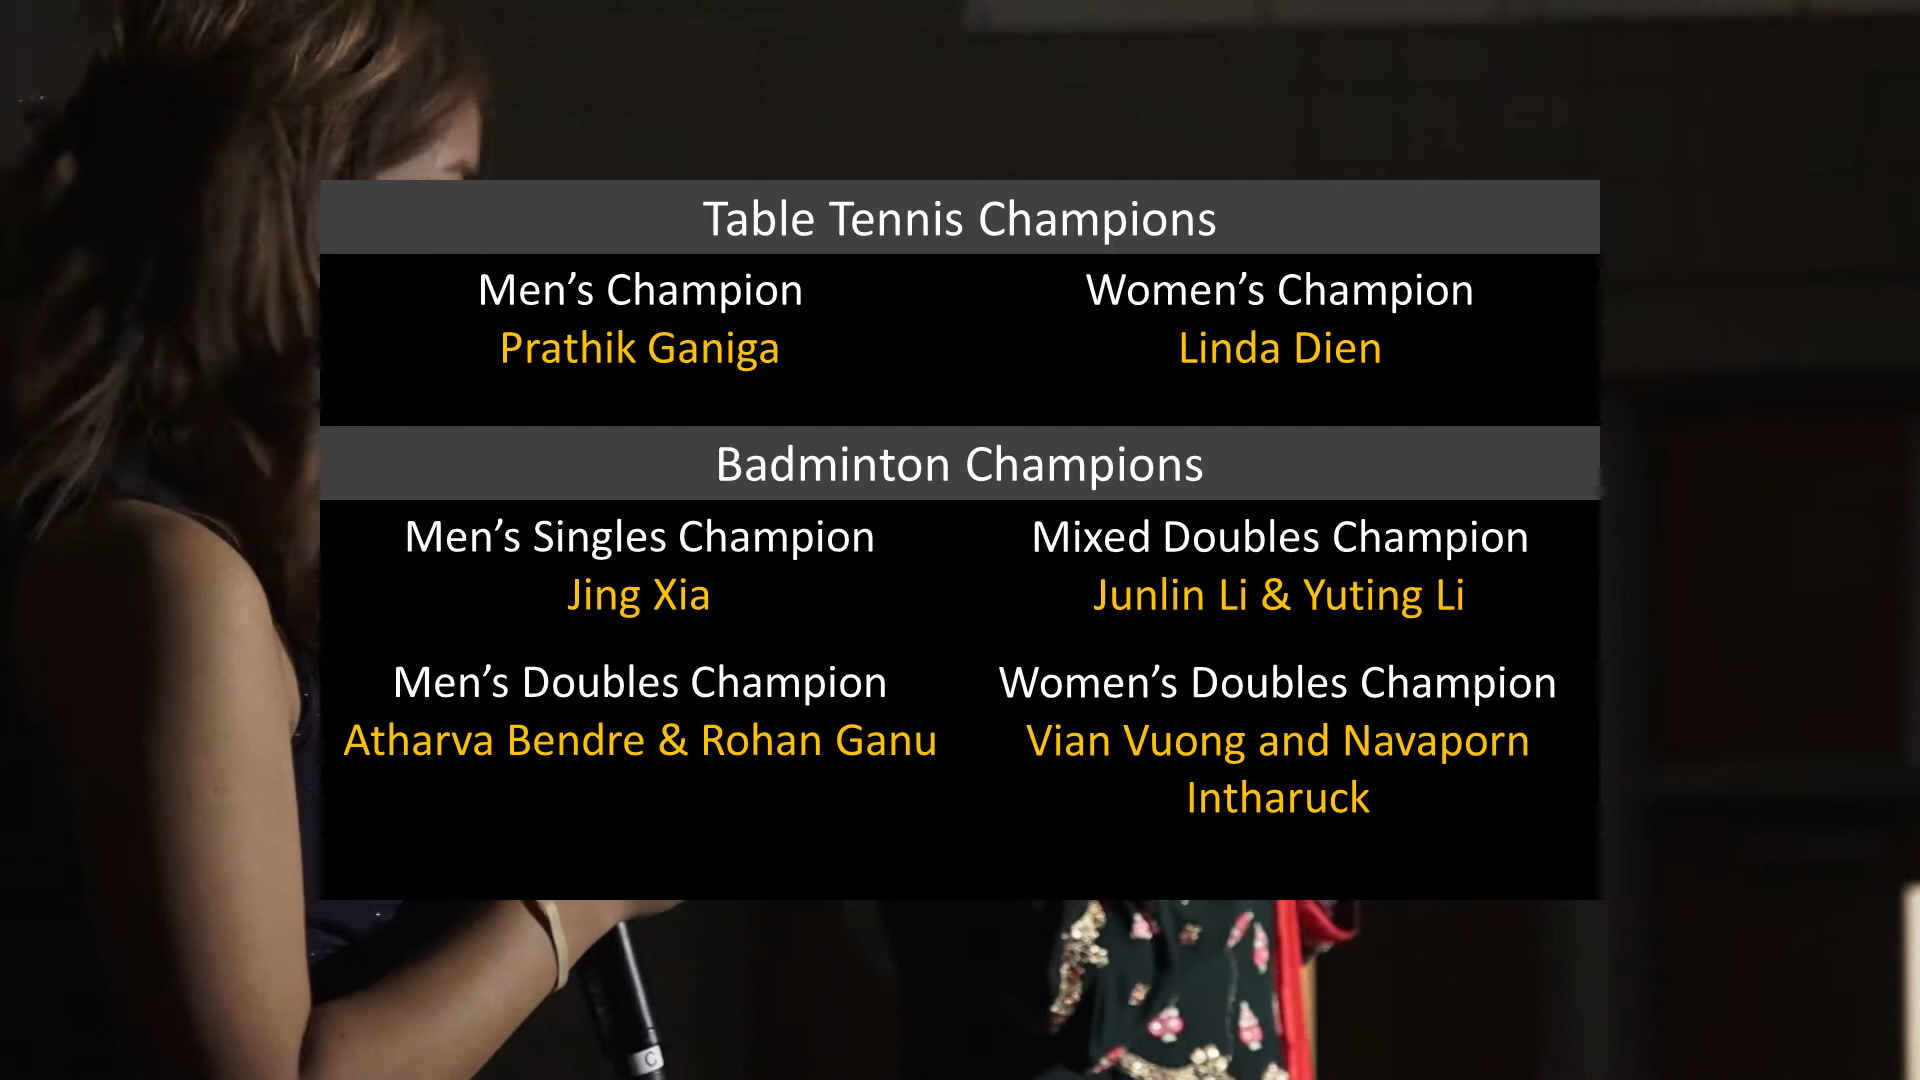 Table Tennis Champions
Men’s Champion
Prathik Ganiga
Women’s Champion
Linda Dien
Badminton Champions
Men’s Singles Champion
Jing Xia
Mixed Doubles Champion
Junlin Li & Yuting Li
Men’s Doubles Champion
Atharva Bendre & Rohan Ganu
Women’s Doubles Champion
Vian Vuong and Navaporn
Intharuck
C